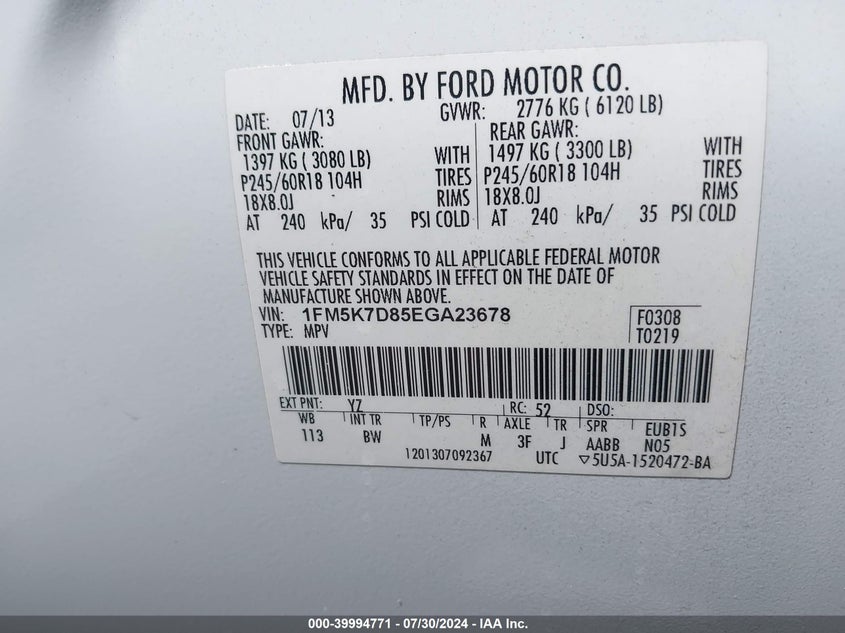 MFD. BY FORD MOTOR CO.
DATE: 07/13 GVWR: 2776 KG ( 6120 LB)
FRONT GAWR: REAR GAWR:
1397 KG ( 3080 LB) WITH 1497 KG ( 3300 LB) WITH
P245/60R18 104H TIRES P245/60R18 104H TIRES
18X8.0J RIMS 18X8.0J RIMS
AT 240 kPa/ 35 PSI COLD AT 240 kPa/ 35 PSI COLD
THIS VEHICLE CONFORMS TO ALL APPLICABLE FEDERAL MOTOR
VEHICLE SAFETY STANDARDS IN EFFECT ON THE DATE OF
MANUFACTURE SHOWN ABOVE.
VIN: 1FM5K7D85EGA23678 F0308
TYPE: MPV T0219
EXT PNT: YZ RC: 52 DSO:
WB INT TR TP/PS R AXLE TR SPR EUB1S
113 BW M 3F J AABB N05
1201307092367 UTC ▽5U5A-1520472-BA
000-39994771 - 07/30/2024 - IAA Inc.